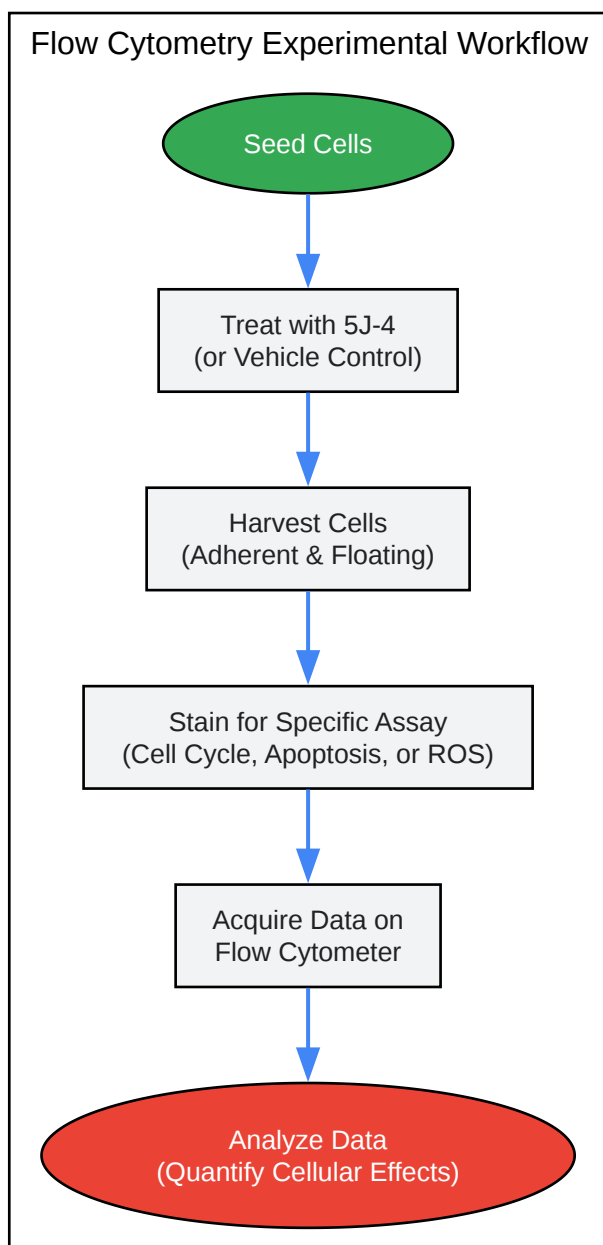 Flow Cytometry Experimental Workflow
Seed Cells
Treat with 5J-4
(or Vehicle Control)
Harvest Cells
(Adherent & Floating)
Stain for Specific Assay
(Cell Cycle, Apoptosis, or ROS)
Acquire Data on
Flow Cytometer
Analyze Data
(Quantify Cellular Effects)